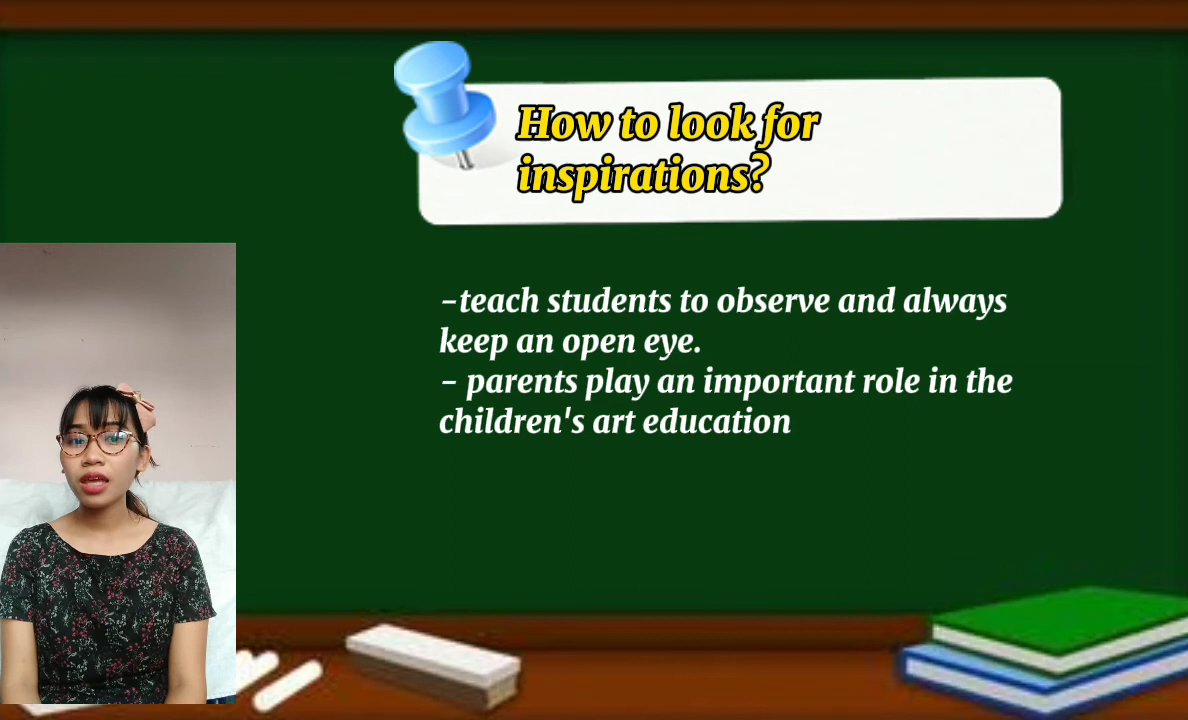 How to look for
inspirations?
-teach students to observe and always
keep an open eye.
- parents play an important role in the
children's art education